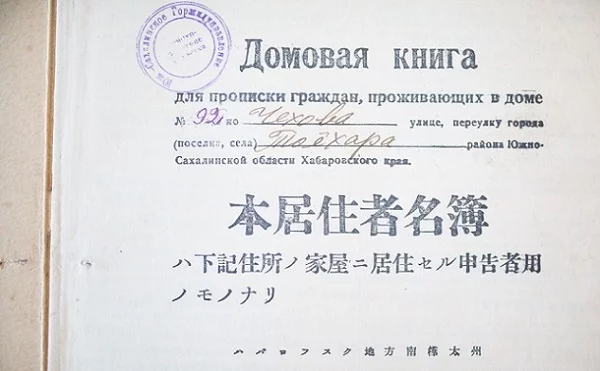 Сахалинское Горжилуправление
Домовая книга
для прописки граждан, проживающих в доме
№ 92 по Чехова улице, переулку города
(поселка, села) Тоёхара района Южно-
Сахалинской области Хабаровского края.
本居住者名簿
ハ下記住所ノ家屋ニ居住セル申告者用
ノモノナリ
ハバロフスク地方南樺太州